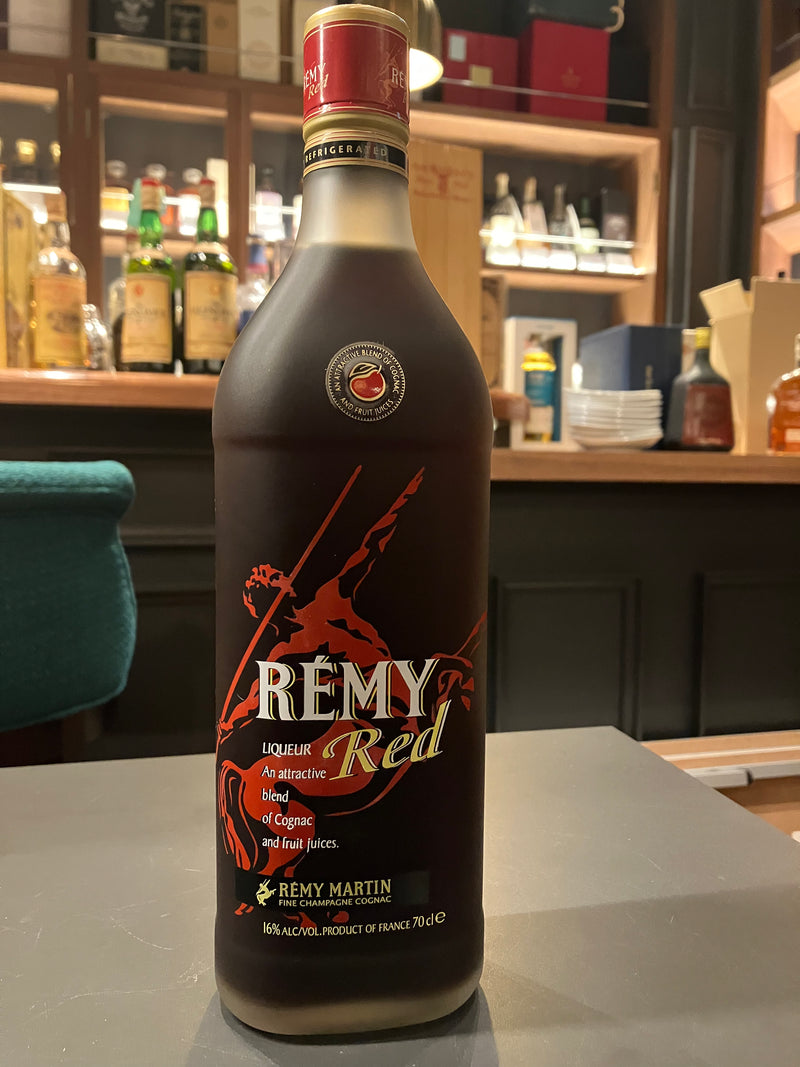 RÉMY
Red
REFRIGERATED
AN ATTRACTIVE BLEND OF COGNAC
AND FRUIT JUICES
RÉMY
Red
LIQUEUR
An attractive
blend
of Cognac
and fruit juices.
RÉMY MARTIN
FINE CHAMPAGNE COGNAC
16% ALC/VOL. PRODUCT OF FRANCE 70 cl e